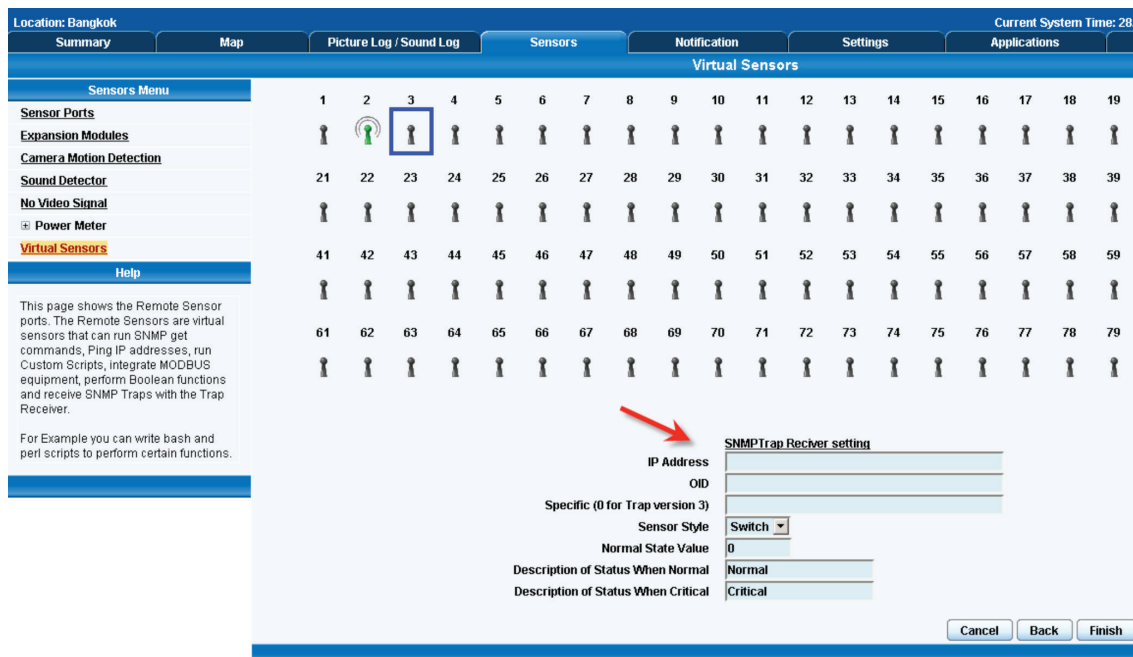 Location: Bangkok
Current System Time: 28
Summary Map Picture Log / Sound Log Sensors Notification Settings Applications
Virtual Sensors
Sensors Menu
Sensor Ports
Expansion Modules
Camera Motion Detection
Sound Detector
No Video Signal
Power Meter
Virtual Sensors
Help
This page shows the Remote Sensor
ports. The Remote Sensors are virtual
sensors that can run SNMP get
commands, Ping IP addresses, run
Custom Scripts, integrate MODBUS
equipment, perform Boolean functions
and receive SNMP Traps with the Trap
Receiver.
For Example you can write bash and
perl scripts to perform certain functions.
1 2 3 4 5 6 7 8 9 10 11 12 13 14 15 16 17 18 19
21 22 23 24 25 26 27 28 29 30 31 32 33 34 35 36 37 38 39
41 42 43 44 45 46 47 48 49 50 51 52 53 54 55 56 57 58 59
61 62 63 64 65 66 67 68 69 70 71 72 73 74 75 76 77 78 79
SNMPTrap Reciver setting
IP Address
OID
Specific (0 for Trap version 3)
Sensor Style Switch
Normal State Value 0
Description of Status When Normal Normal
Description of Status When Critical Critical
Cancel Back Finish